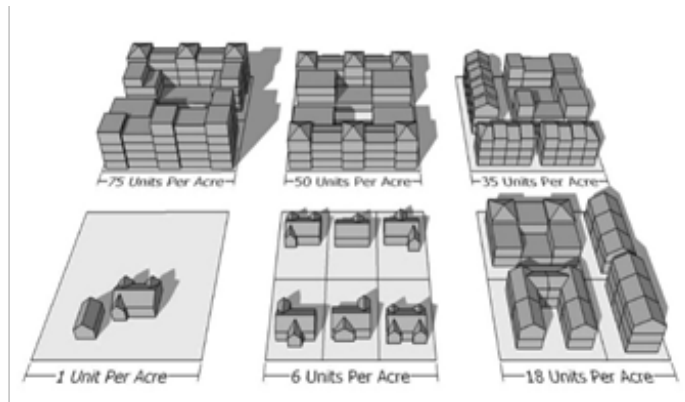 75 Units Per Acre
50 Units Per Acre
35 Units Per Acre
1 Unit Per Acre
6 Units Per Acre
18 Units Per Acre